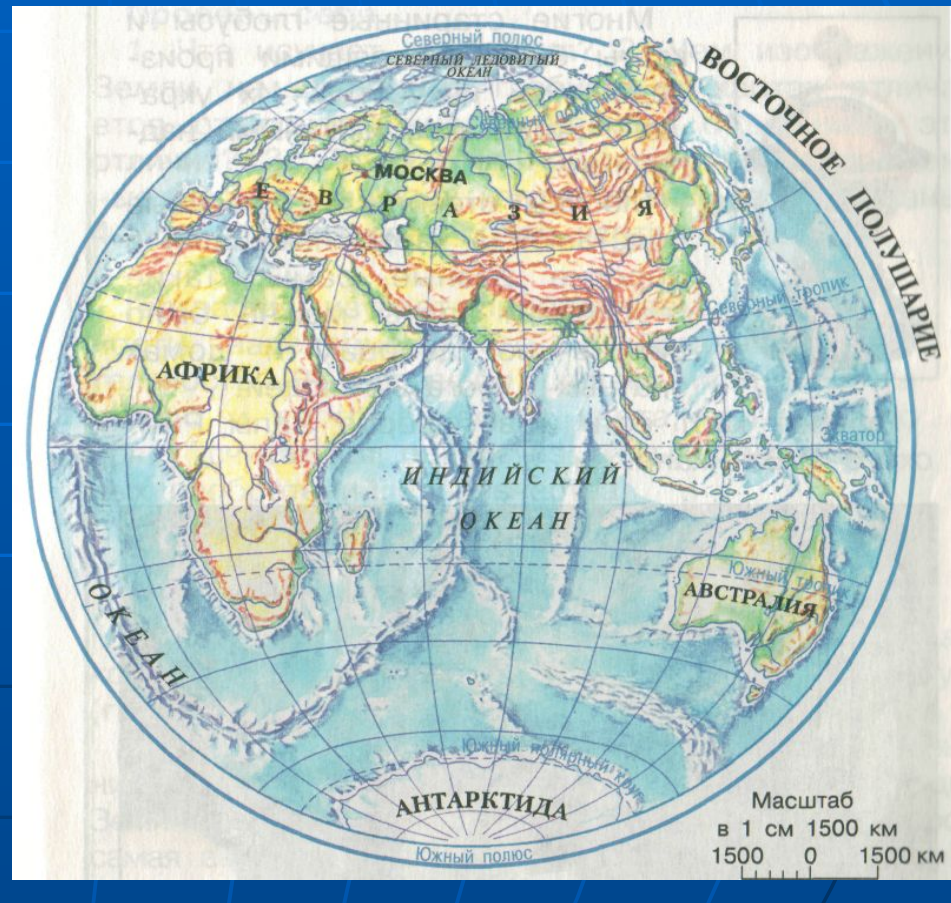 Северный полюс
СЕВЕРНЫЙ ЛЕДОВИТЫЙ
ОКЕАН
ВОСТОЧНОЕ ПОЛУШАРИЕ
МОСКВА
ЕВРАЗИЯ
Северный тропик
АФРИКА
Экватор
ИНДИЙСКИЙ
ОКЕАН
Южный тропик
АВСТРАЛИЯ
ОКЕАН
Южный полярный круг
АНТАРКТИДА
Южный полюс
Масштаб
в 1 см 1500 км
1500 0 1500 км